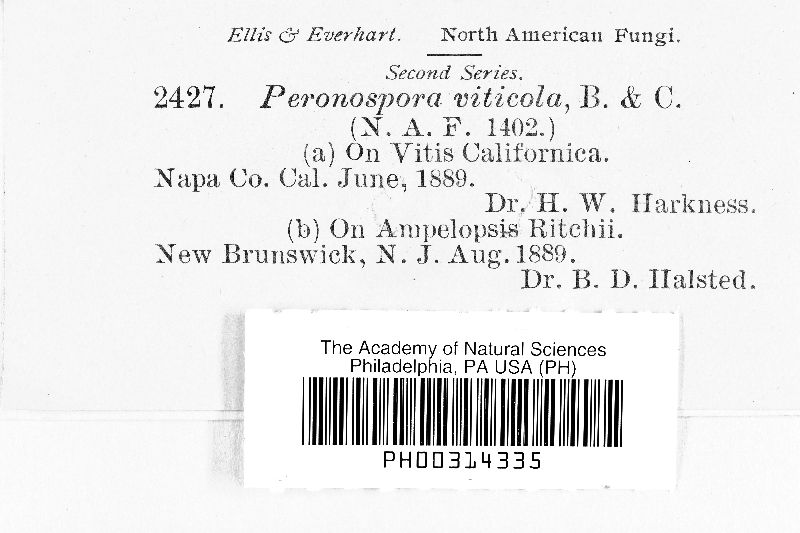 Ellis & Everhart. North American Fungi.
Second Series.
2427. Peronospora viticola, B. & C.
(N. A. F. 1402.)
(a) On Vitis Californica.
Napa Co. Cal. June, 1889.
Dr. H. W. Harkness.
(b) On Ampelopsis Ritchii.
New Brunswick, N. J. Aug. 1889.
Dr. B. D. Halsted.
The Academy of Natural Sciences
Philadelphia, PA USA (PH)
PH00314335